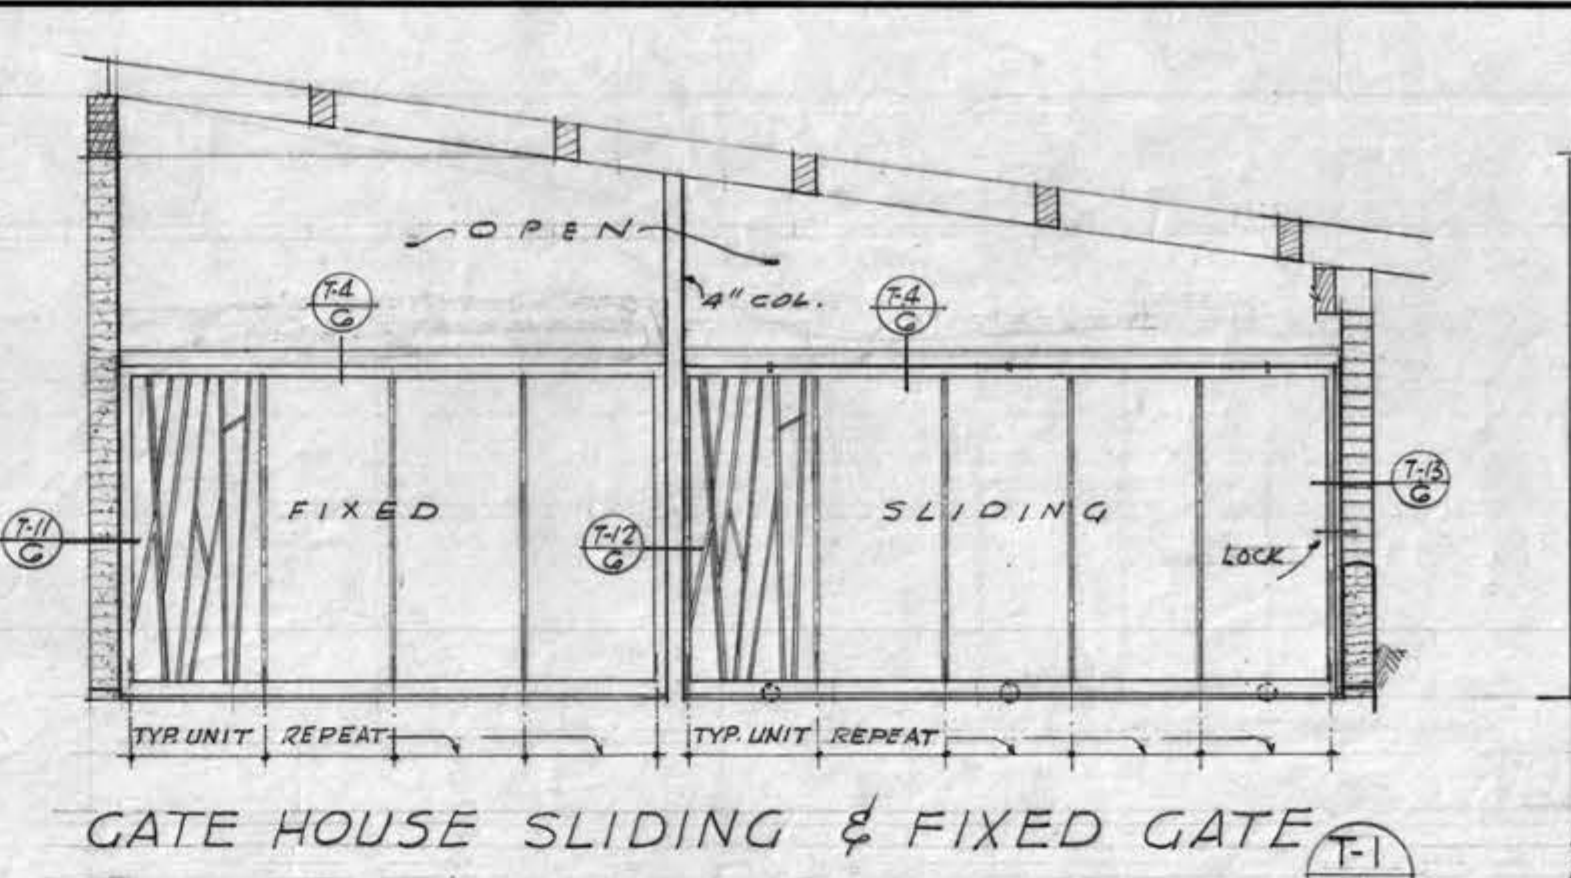 OPEN
T-4
G
4" COL.
T-4
G
FIXED
SLIDING
T-13
G
T-11
G
T-12
G
LOCK
TYP. UNIT REPEAT
TYP. UNIT REPEAT
GATE HOUSE SLIDING & FIXED GATE
T-1